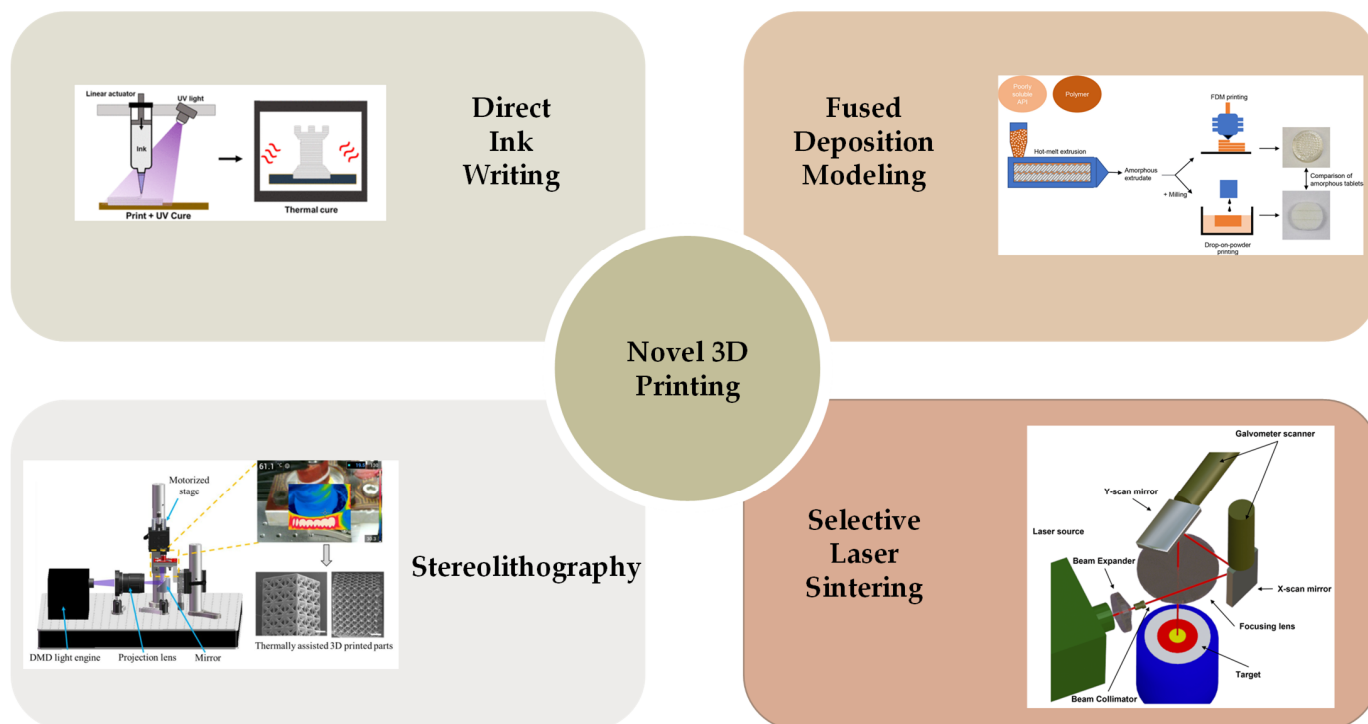 Linear actuator
UV light
Ink
Print + UV Cure
Thermal cure
Direct
Ink
Writing
Poorly
soluble
API
Polymer
Hot-melt extrusion
Amorphous
extrudate
+ Milling
FDM printing
Drop-on-powder
printing
Comparison of
amorphous tablets
Fused
Deposition
Modeling
Novel 3D
Printing
Motorized
stage
61.1 °C
DMD light engine
Projection lens
Mirror
Thermally assisted 3D printed parts
Stereolithography
Selective
Laser
Sintering
Galvometer scanner
Y-scan mirror
Laser source
Beam Expander
X-scan mirror
Focusing lens
Target
Beam Collimator